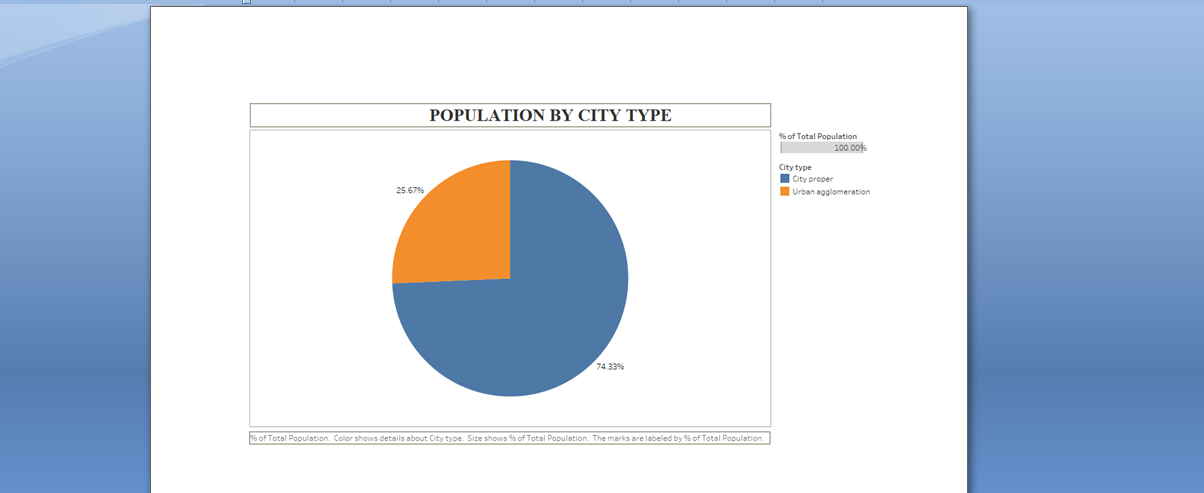 POPULATION BY CITY TYPE
% of Total Population
100.00%
City type
City proper
Urban agglomeration
25.67%
74.33%
% of Total Population.  Color shows details about City type.  Size shows % of Total Population.  The marks are labeled by % of Total Population.